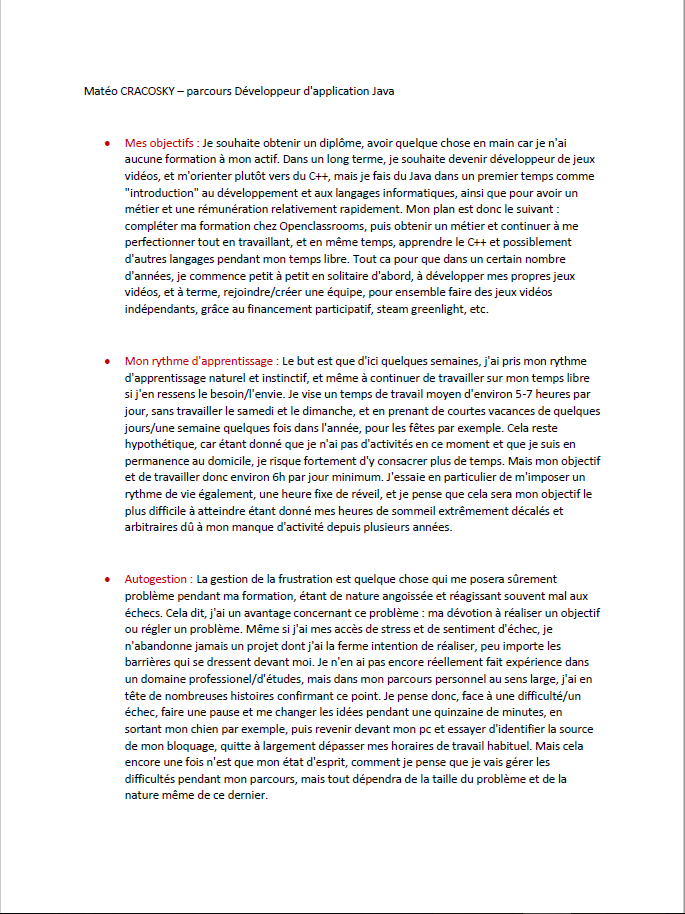 Matéo CRACOSKY – parcours Développeur d'application Java
• Mes objectifs : Je souhaite obtenir un diplôme, avoir quelque chose en main car je n'ai
aucune formation à mon actif. Dans un long terme, je souhaite devenir développeur de jeux
vidéos, et m'orienter plutôt vers du C++, mais je fais du Java dans un premier temps comme
"introduction" au développement et aux langages informatiques, ainsi que pour avoir un
métier et une rémunération relativement rapidement. Mon plan est donc le suivant :
compléter ma formation chez Openclassrooms, puis obtenir un métier et continuer à me
perfectionner tout en travaillant, et en même temps, apprendre le C++ et possiblement
d'autres langages pendant mon temps libre. Tout ca pour que dans un certain nombre
d'années, je commence petit à petit en solitaire d'abord, à développer mes propres jeux
vidéos, et à terme, rejoindre/créer une équipe, pour ensemble faire des jeux vidéos
indépendants, grâce au financement participatif, steam greenlight, etc.
• Mon rythme d'apprentissage : Le but est que d'ici quelques semaines, j'ai pris mon rythme
d'apprentissage naturel et instinctif, et même à continuer de travailler sur mon temps libre
si j'en ressens le besoin/l'envie. Je vise un temps de travail moyen d'environ 5-7 heures par
jour, sans travailler le samedi et le dimanche, et en prenant de courtes vacances de quelques
jours/une semaine quelques fois dans l'année, pour les fêtes par exemple. Cela reste
hypothétique, car étant donné que je n'ai pas d'activités en ce moment et que je suis en
permanence au domicile, je risque fortement d'y consacrer plus de temps. Mais mon objectif
et de travailler donc environ 6h par jour minimum. J'essaie en particulier de m'imposer un
rythme de vie également, une heure fixe de réveil, et je pense que cela sera mon objectif le
plus difficile à atteindre étant donné mes heures de sommeil extrêmement décalés et
arbitraires dû à mon manque d'activité depuis plusieurs années.
• Autogestion : La gestion de la frustration est quelque chose qui me posera sûrement
problème pendant ma formation, étant de nature angoissée et réagissant souvent mal aux
échecs. Cela dit, j'ai un avantage concernant ce problème : ma dévotion à réaliser un objectif
ou régler un problème. Même si j'ai mes accès de stress et de sentiment d'échec, je
n'abandonne jamais un projet dont j'ai la ferme intention de réaliser, peu importe les
barrières qui se dressent devant moi. Je n'en ai pas encore réellement fait expérience dans
un domaine professionel/d'études, mais dans mon parcours personnel au sens large, j'ai en
tête de nombreuses histoires confirmant ce point. Je pense donc, face à une difficulté/un
échec, faire une pause et me changer les idées pendant une quinzaine de minutes, en
sortant mon chien par exemple, puis revenir devant mon pc et essayer d'identifier la source
de mon bloquage, quitte à largement dépasser mes horaires de travail habituel. Mais cela
encore une fois n'est que mon état d'esprit, comment je pense que je vais gérer les
difficultés pendant mon parcours, mais tout dépendra de la taille du problème et de la
nature même de ce dernier.